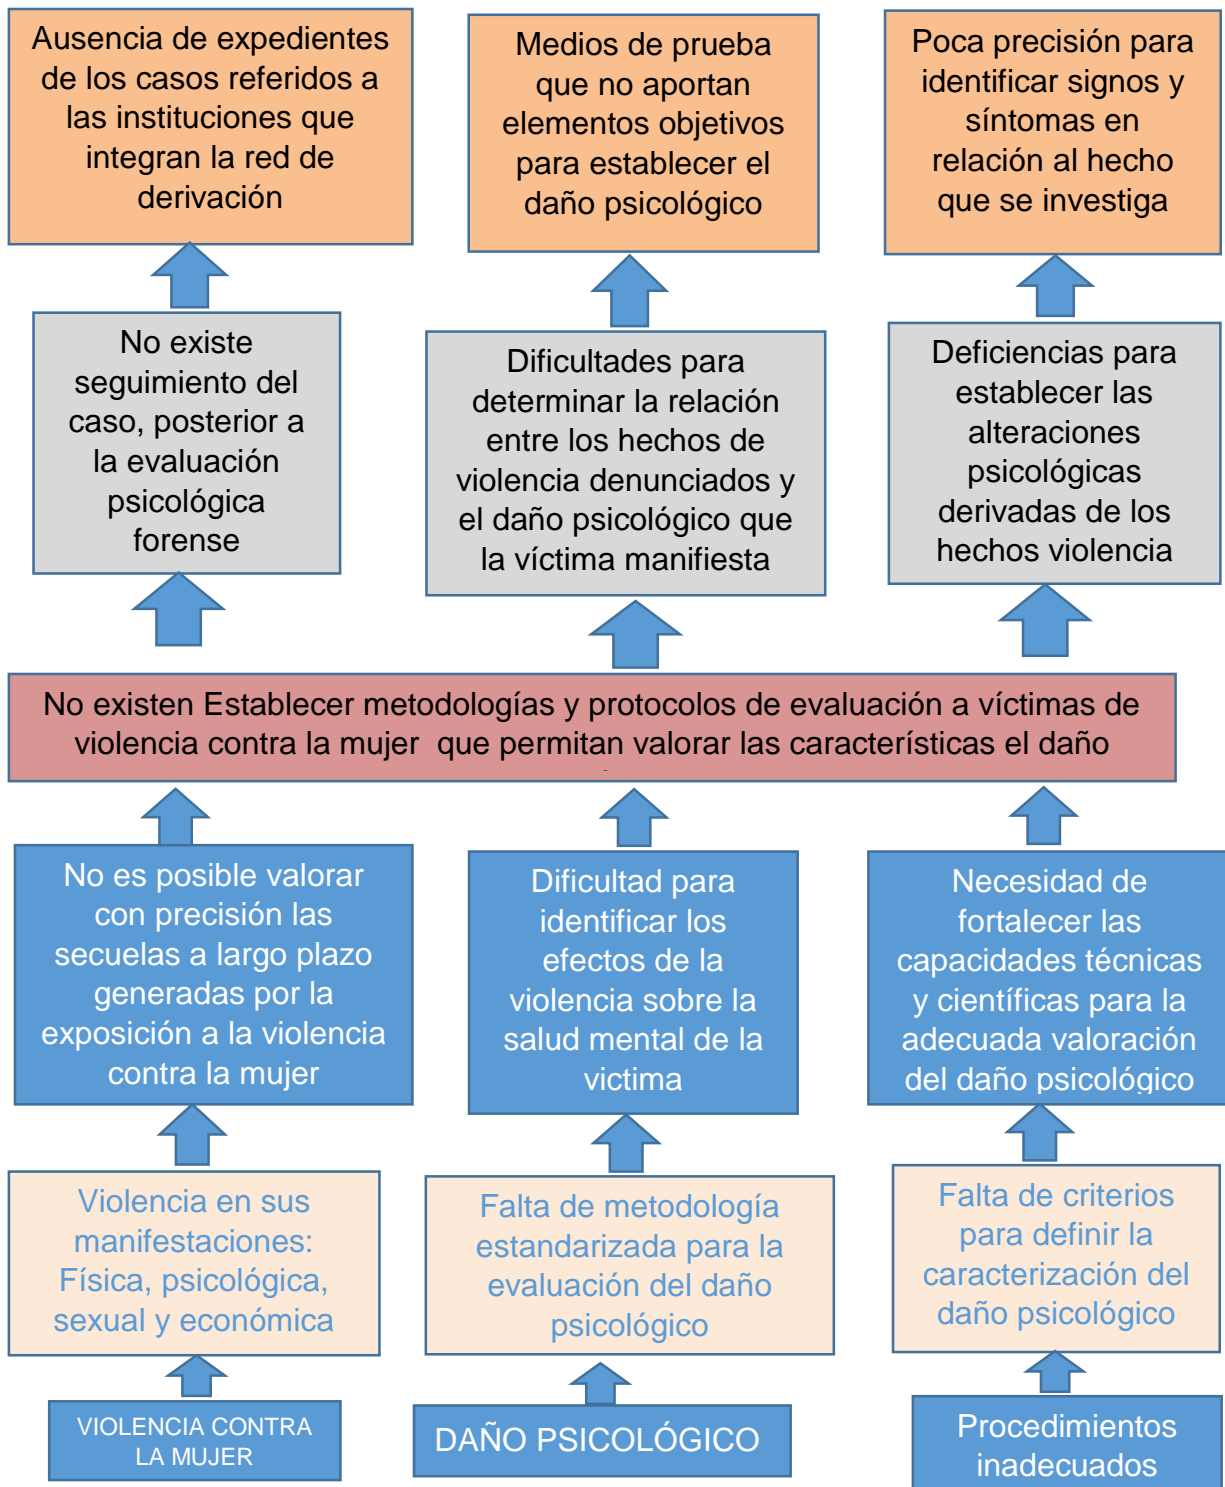 Ausencia de expedientes
de los casos referidos a
las instituciones que
integran la red de
derivación
Medios de prueba
que no aportan
elementos objetivos
para establecer el
daño psicológico
Poca precisión para
identificar signos y
síntomas en
relación al hecho
que se investiga
No existe
seguimiento del
caso, posterior a
la evaluación
psicológica
forense
Dificultades para
determinar la relación
entre los hechos de
violencia denunciados y
el daño psicológico que
la víctima manifiesta
Deficiencias para
establecer las
alteraciones
psicológicas
derivadas de los
hechos violencia
No existen Establecer metodologías y protocolos de evaluación a víctimas de
violencia contra la mujer que permitan valorar las características el daño
No es posible valorar
con precisión las
secuelas a largo plazo
generadas por la
exposición a la violencia
contra la mujer
Dificultad para
identificar los
efectos de la
violencia sobre la
salud mental de la
victima
Necesidad de
fortalecer las
capacidades técnicas
y científicas para la
adecuada valoración
del daño psicológico
Violencia en sus
manifestaciones:
Física, psicológica,
sexual y económica
Falta de metodología
estandarizada para la
evaluación del daño
psicológico
Falta de criterios
para definir la
caracterización del
daño psicológico
VIOLENCIA CONTRA
LA MUJER
DAÑO PSICOLÓGICO
Procedimientos
inadecuados